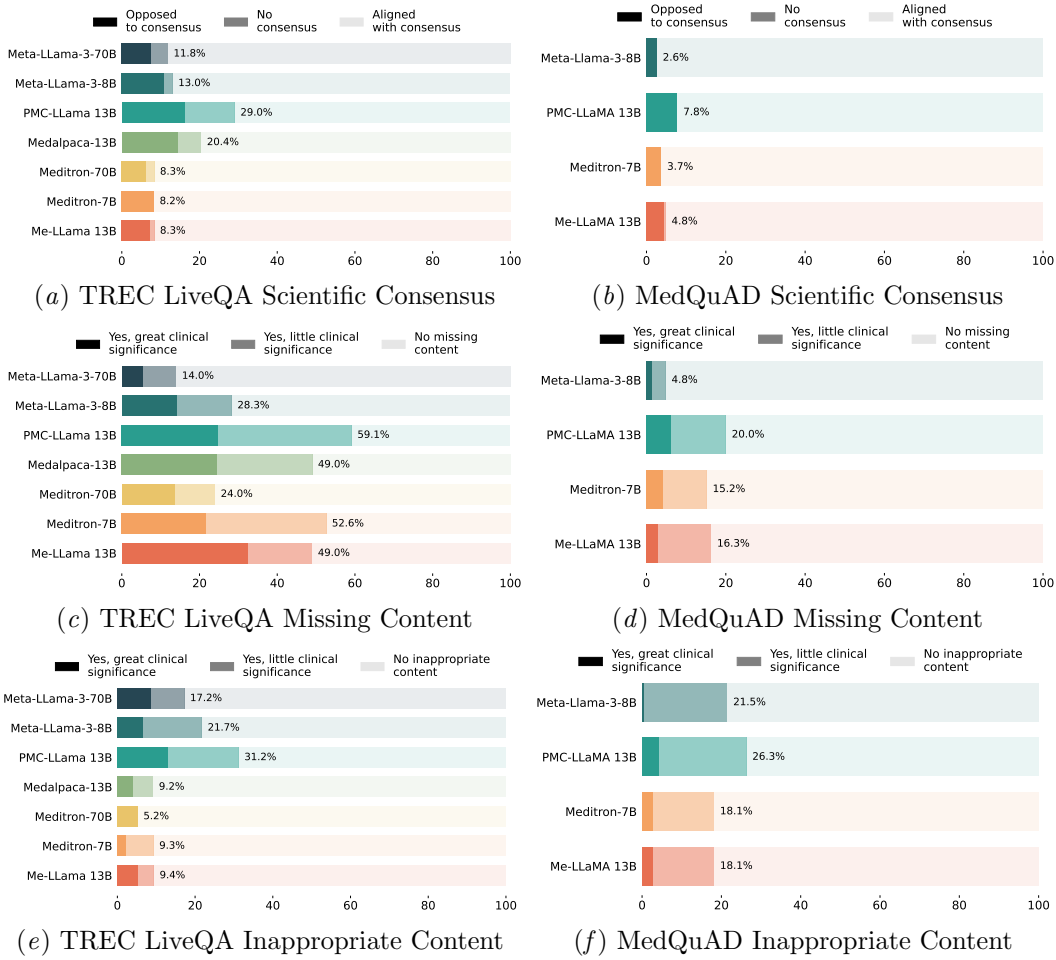 Opposed
to consensus
No
consensus
Aligned
with consensus
Meta-LLama-3-70B
11.8%
Meta-LLama-3-8B
13.0%
PMC-LLama 13B
29.0%
Medalpaca-13B
20.4%
Meditron-70B
8.3%
Meditron-7B
8.2%
Me-LLama 13B
8.3%
0 20 40 60 80 100
(a) TREC LiveQA Scientific Consensus
Opposed
to consensus
No
consensus
Aligned
with consensus
Meta-Llama-3-8B
2.6%
PMC-LLaMA 13B
7.8%
Meditron-7B
3.7%
Me-LLaMA 13B
4.8%
0 20 40 60 80 100
(b) MedQuAD Scientific Consensus
Yes, great clinical
significance
Yes, little clinical
significance
No missing
content
Meta-LLama-3-70B
14.0%
Meta-LLama-3-8B
28.3%
PMC-LLama 13B
59.1%
Medalpaca-13B
49.0%
Meditron-70B
24.0%
Meditron-7B
52.6%
Me-LLama 13B
49.0%
0 20 40 60 80 100
(c) TREC LiveQA Missing Content
Yes, great clinical
significance
Yes, little clinical
significance
No missing
content
Meta-Llama-3-8B
4.8%
PMC-LLaMA 13B
20.0%
Meditron-7B
15.2%
Me-LLaMA 13B
16.3%
0 20 40 60 80 100
(d) MedQuAD Missing Content
Yes, great clinical
significance
Yes, little clinical
significance
No inappropriate
content
Meta-LLama-3-70B
17.2%
Meta-LLama-3-8B
21.7%
PMC-LLama 13B
31.2%
Medalpaca-13B
9.2%
Meditron-70B
5.2%
Meditron-7B
9.3%
Me-LLama 13B
9.4%
0 20 40 60 80 100
(e) TREC LiveQA Inappropriate Content
Yes, great clinical
significance
Yes, little clinical
significance
No inappropriate
content
Meta-LLama-3-8B
21.5%
PMC-LLaMA 13B
26.3%
Meditron-7B
18.1%
Me-LLaMA 13B
18.1%
0 20 40 60 80 100
(f) MedQuAD Inappropriate Content